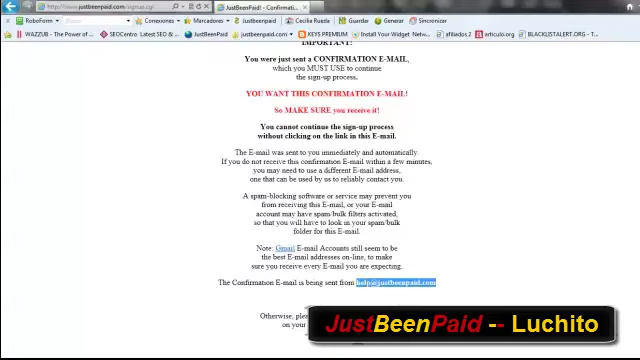 http://www.justbeenpaid.com/signup.cgi
JustBeenPaid! - Confirmati...
RoboForm
Conexiones
Marcadores
Justbeenpaid
Cecilia Rueda
Guardar
Generar
Sincronizar
WAZZUB - The Power of ...
SEOCentro Latest SEO & ...
JustBeenPaid
justbeenpaid.com
KEYS PREMIUM
Install Your Widget Network...
afiliados 2
articulo.org
BLACKLISTALERT.ORG ...
IMPORTANT!
You were just sent a CONFIRMATION E-MAIL,
which you MUST USE to continue
the sign-up process.
YOU WANT THIS CONFIRMATION E-MAIL!
So MAKE SURE you receive it!
You cannot continue the sign-up process
without clicking on the link in this E-mail.
The E-mail was sent to you immediately and automatically.
If you do not receive this confirmation E-mail within a few minutes,
you may need to use a different E-mail address,
one that can be used by us to reliably contact you.
A spam-blocking software or service may prevent you
from receiving this E-mail, or your E-mail
account may have spam/bulk filters activated,
so that you will have to look in your spam/bulk
folder for this E-mail.
Note: Gmail E-mail Accounts still seem to be
the best E-mail addresses on-line, to make
sure you receive every E-mail you are expecting.
The Confirmation E-mail is being sent from help@justbeenpaid.com
Otherwise, plea
on your
JustBeenPaid -- Luchito